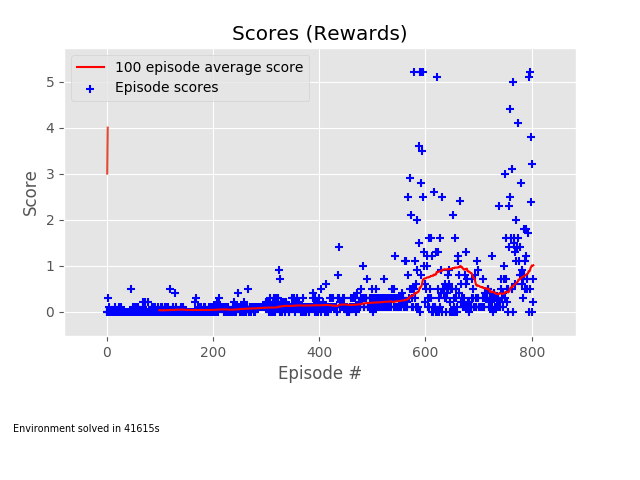 Scores (Rewards)
100 episode average score
Episode scores
5
4
3
2
1
0
Score
0
200
400
600
800
Episode #
Environment solved in 41615s